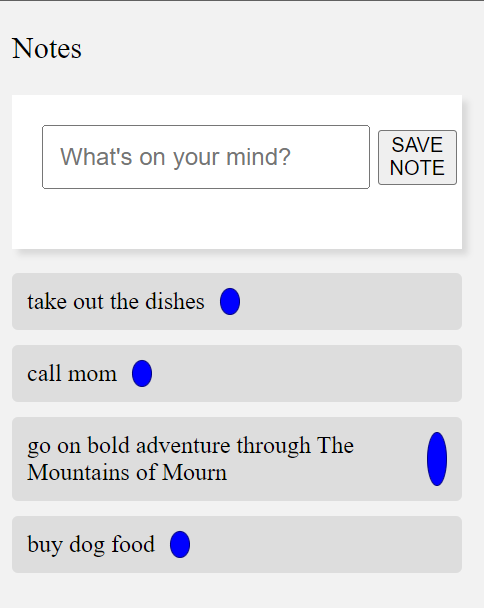 Notes
What's on your mind?
SAVE
NOTE
take out the dishes
call mom
go on bold adventure through The
Mountains of Mourn
buy dog food